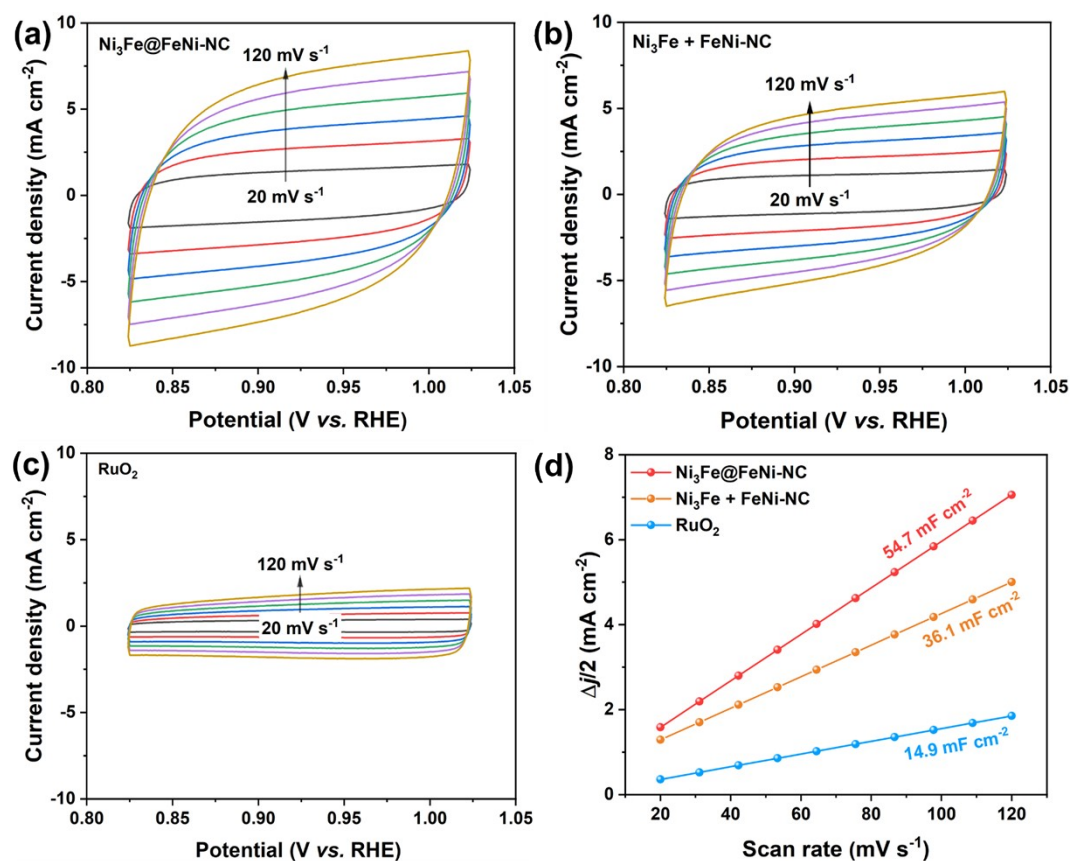 (a)
Ni₃Fe@FeNi-NC
120 mV s⁻¹
20 mV s⁻¹
Current density (mA cm⁻²)
10
5
0
-5
-10
0.80
0.85
0.90
0.95
1.00
1.05
Potential (V vs. RHE)
(b)
Ni₃Fe + FeNi-NC
120 mV s⁻¹
20 mV s⁻¹
Current density (mA cm⁻²)
10
5
0
-5
-10
0.80
0.85
0.90
0.95
1.00
1.05
Potential (V vs. RHE)
(c)
RuO₂
120 mV s⁻¹
20 mV s⁻¹
Current density (mA cm⁻²)
10
5
0
-5
-10
0.80
0.85
0.90
0.95
1.00
1.05
Potential (V vs. RHE)
(d)
Ni₃Fe@FeNi-NC
Ni₃Fe + FeNi-NC
RuO₂
54.7 mF cm⁻²
36.1 mF cm⁻²
14.9 mF cm⁻²
Δj/2 (mA cm⁻²)
8
6
4
2
0
20
40
60
80
100
120
Scan rate (mV s⁻¹)